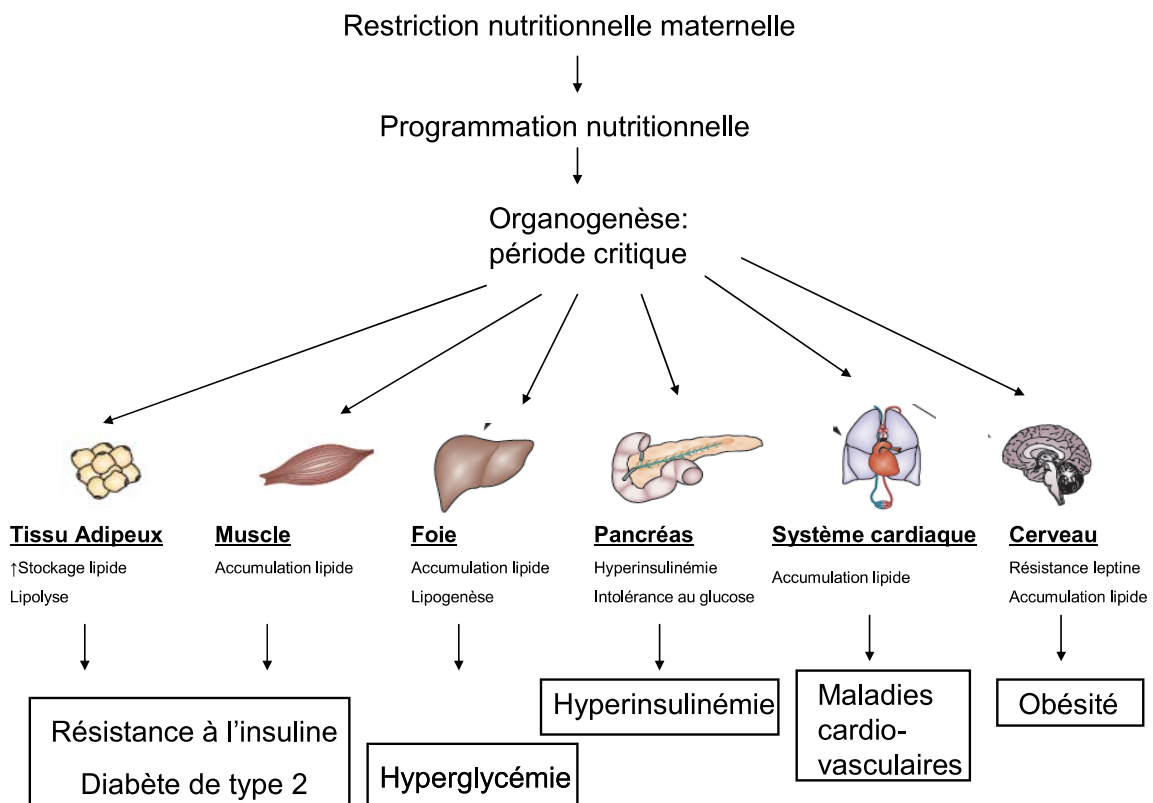 Restriction nutritionnelle maternelle
Programmation nutritionnelle
Organogenèse:
période critique
Tissu Adipeux
↑Stockage lipide
Lipolyse
Muscle
Accumulation lipide
Foie
Accumulation lipide
Lipogenèse
Pancréas
Hyperinsulinémie
Intolérance au glucose
Système cardiaque
Accumulation lipide
Cerveau
Résistance leptine
Accumulation lipide
Résistance à l’insuline
Diabète de type 2
Hyperglycémie
Hyperinsulinémie
Maladies
cardio-
vasculaires
Obésité